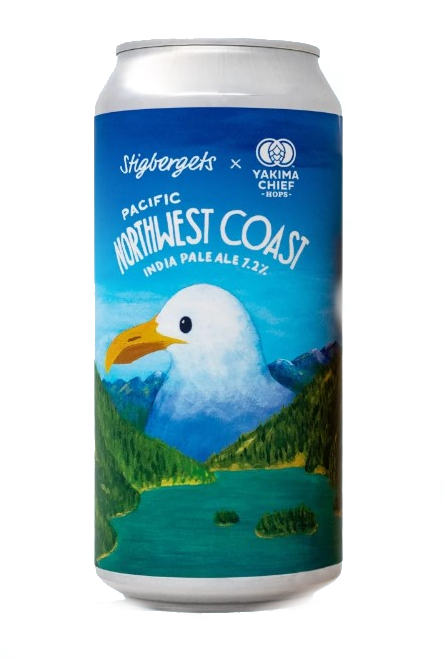 Stigbergets × YAKIMA
CHIEF
-HOPS-
PACIFIC
NORTHWEST COAST
INDIA PALE ALE 7.2%